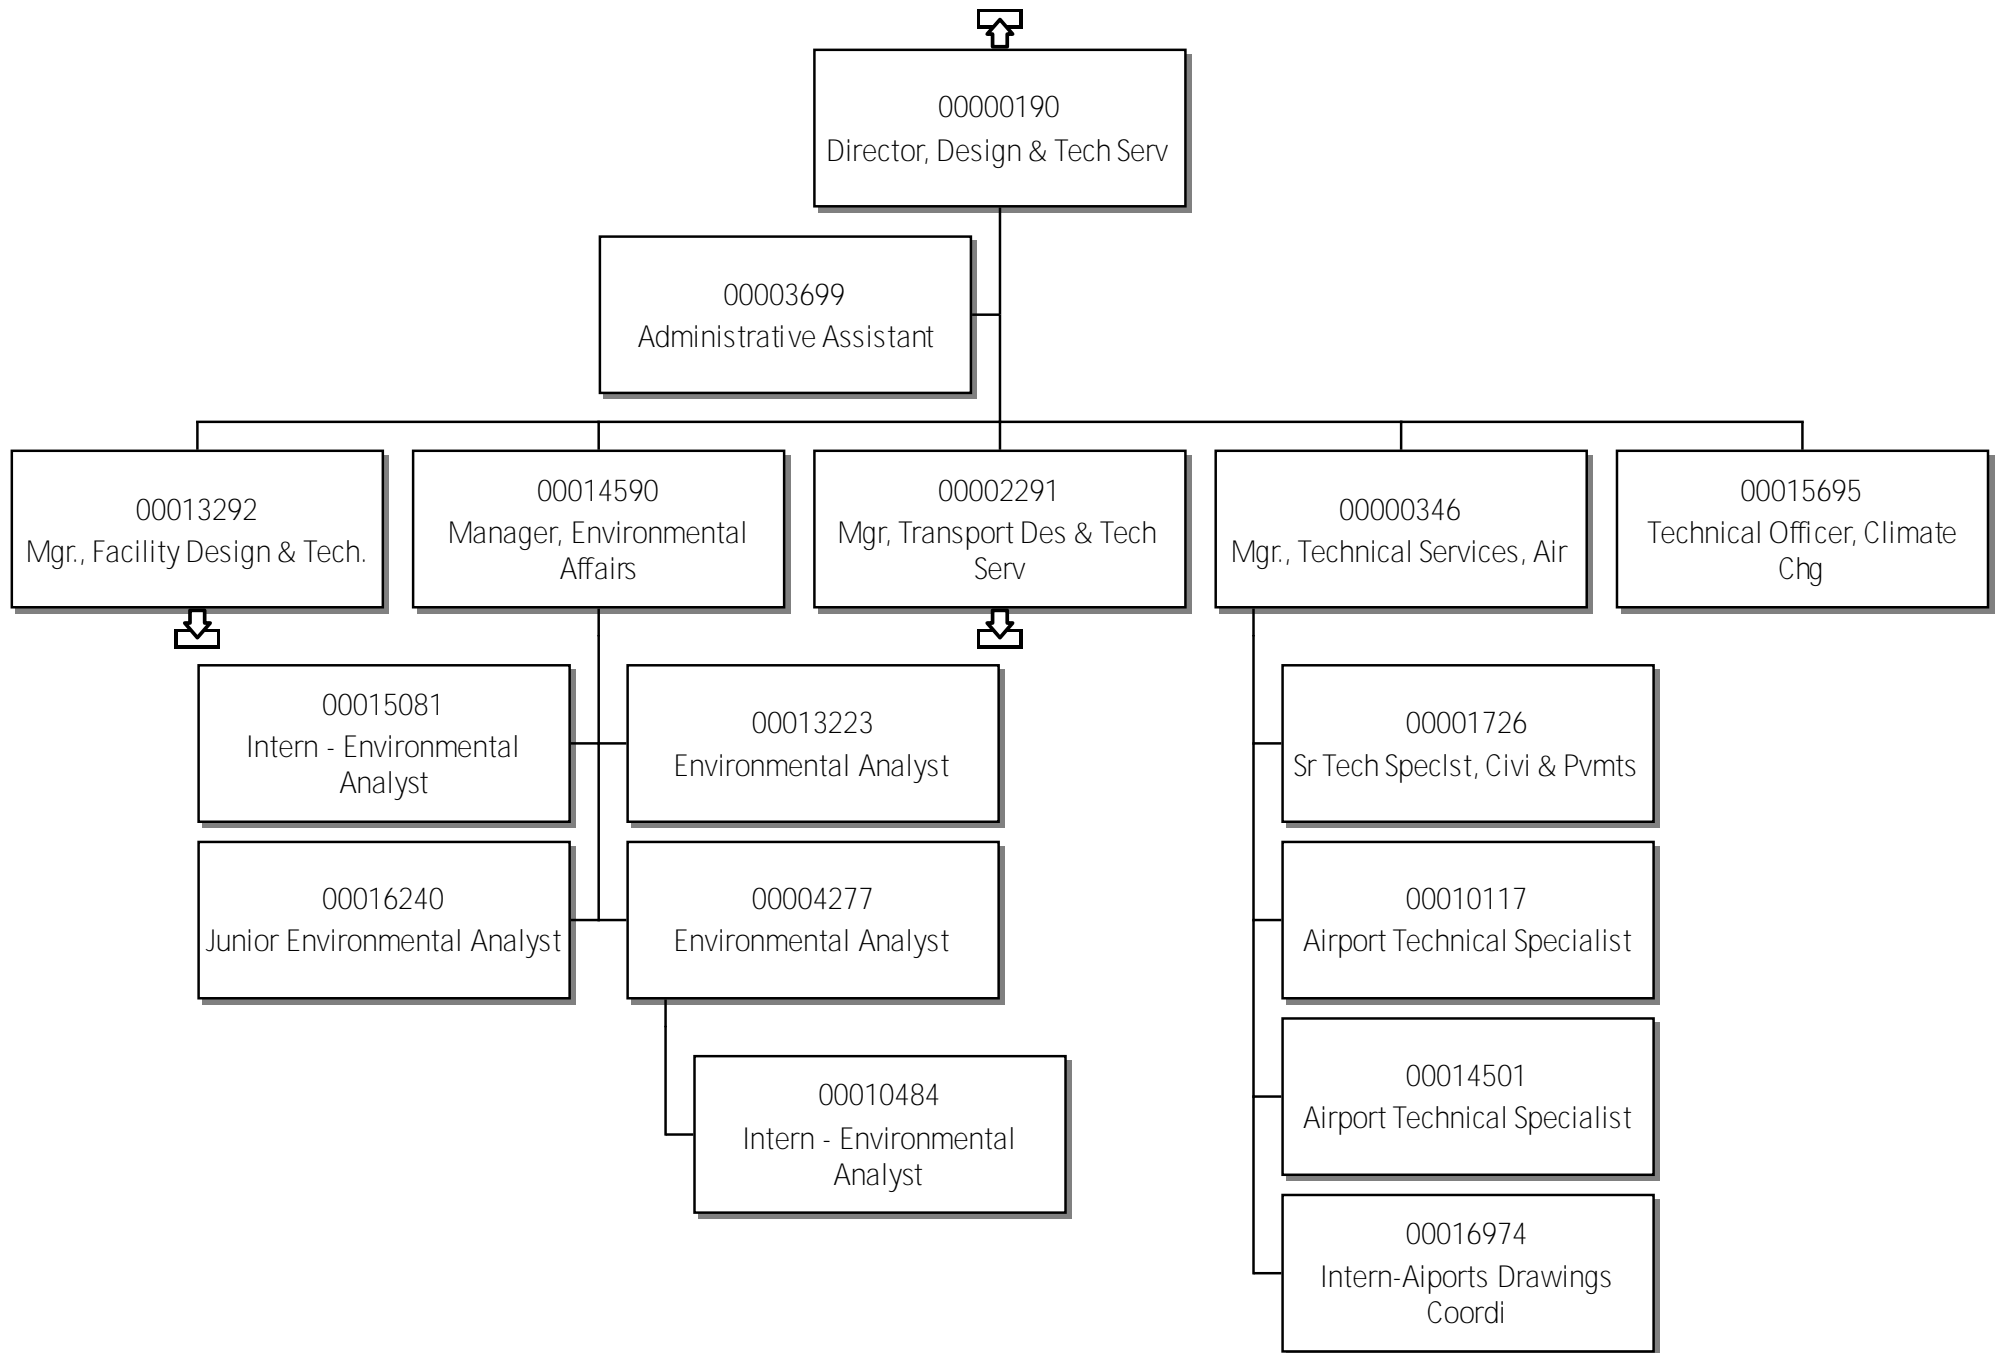 00000190
Director, Design & Tech Serv
00003699
Administrative Assistant
00013292
Mgr., Facility Design & Tech.
00014590
Manager, Environmental
Affairs
00002291
Mgr, Transport Des & Tech
Serv
00000346
Mgr., Technical Services, Air
00015695
Technical Officer, Climate
Chg
00015081
Intern - Environmental
Analyst
00013223
Environmental Analyst
00001726
Sr Tech Speclst, Civi & Pvmts
00016240
Junior Environmental Analyst
00004277
Environmental Analyst
00010117
Airport Technical Specialist
00010484
Intern - Environmental
Analyst
00014501
Airport Technical Specialist
00016974
Intern-Aiports Drawings
Coordi